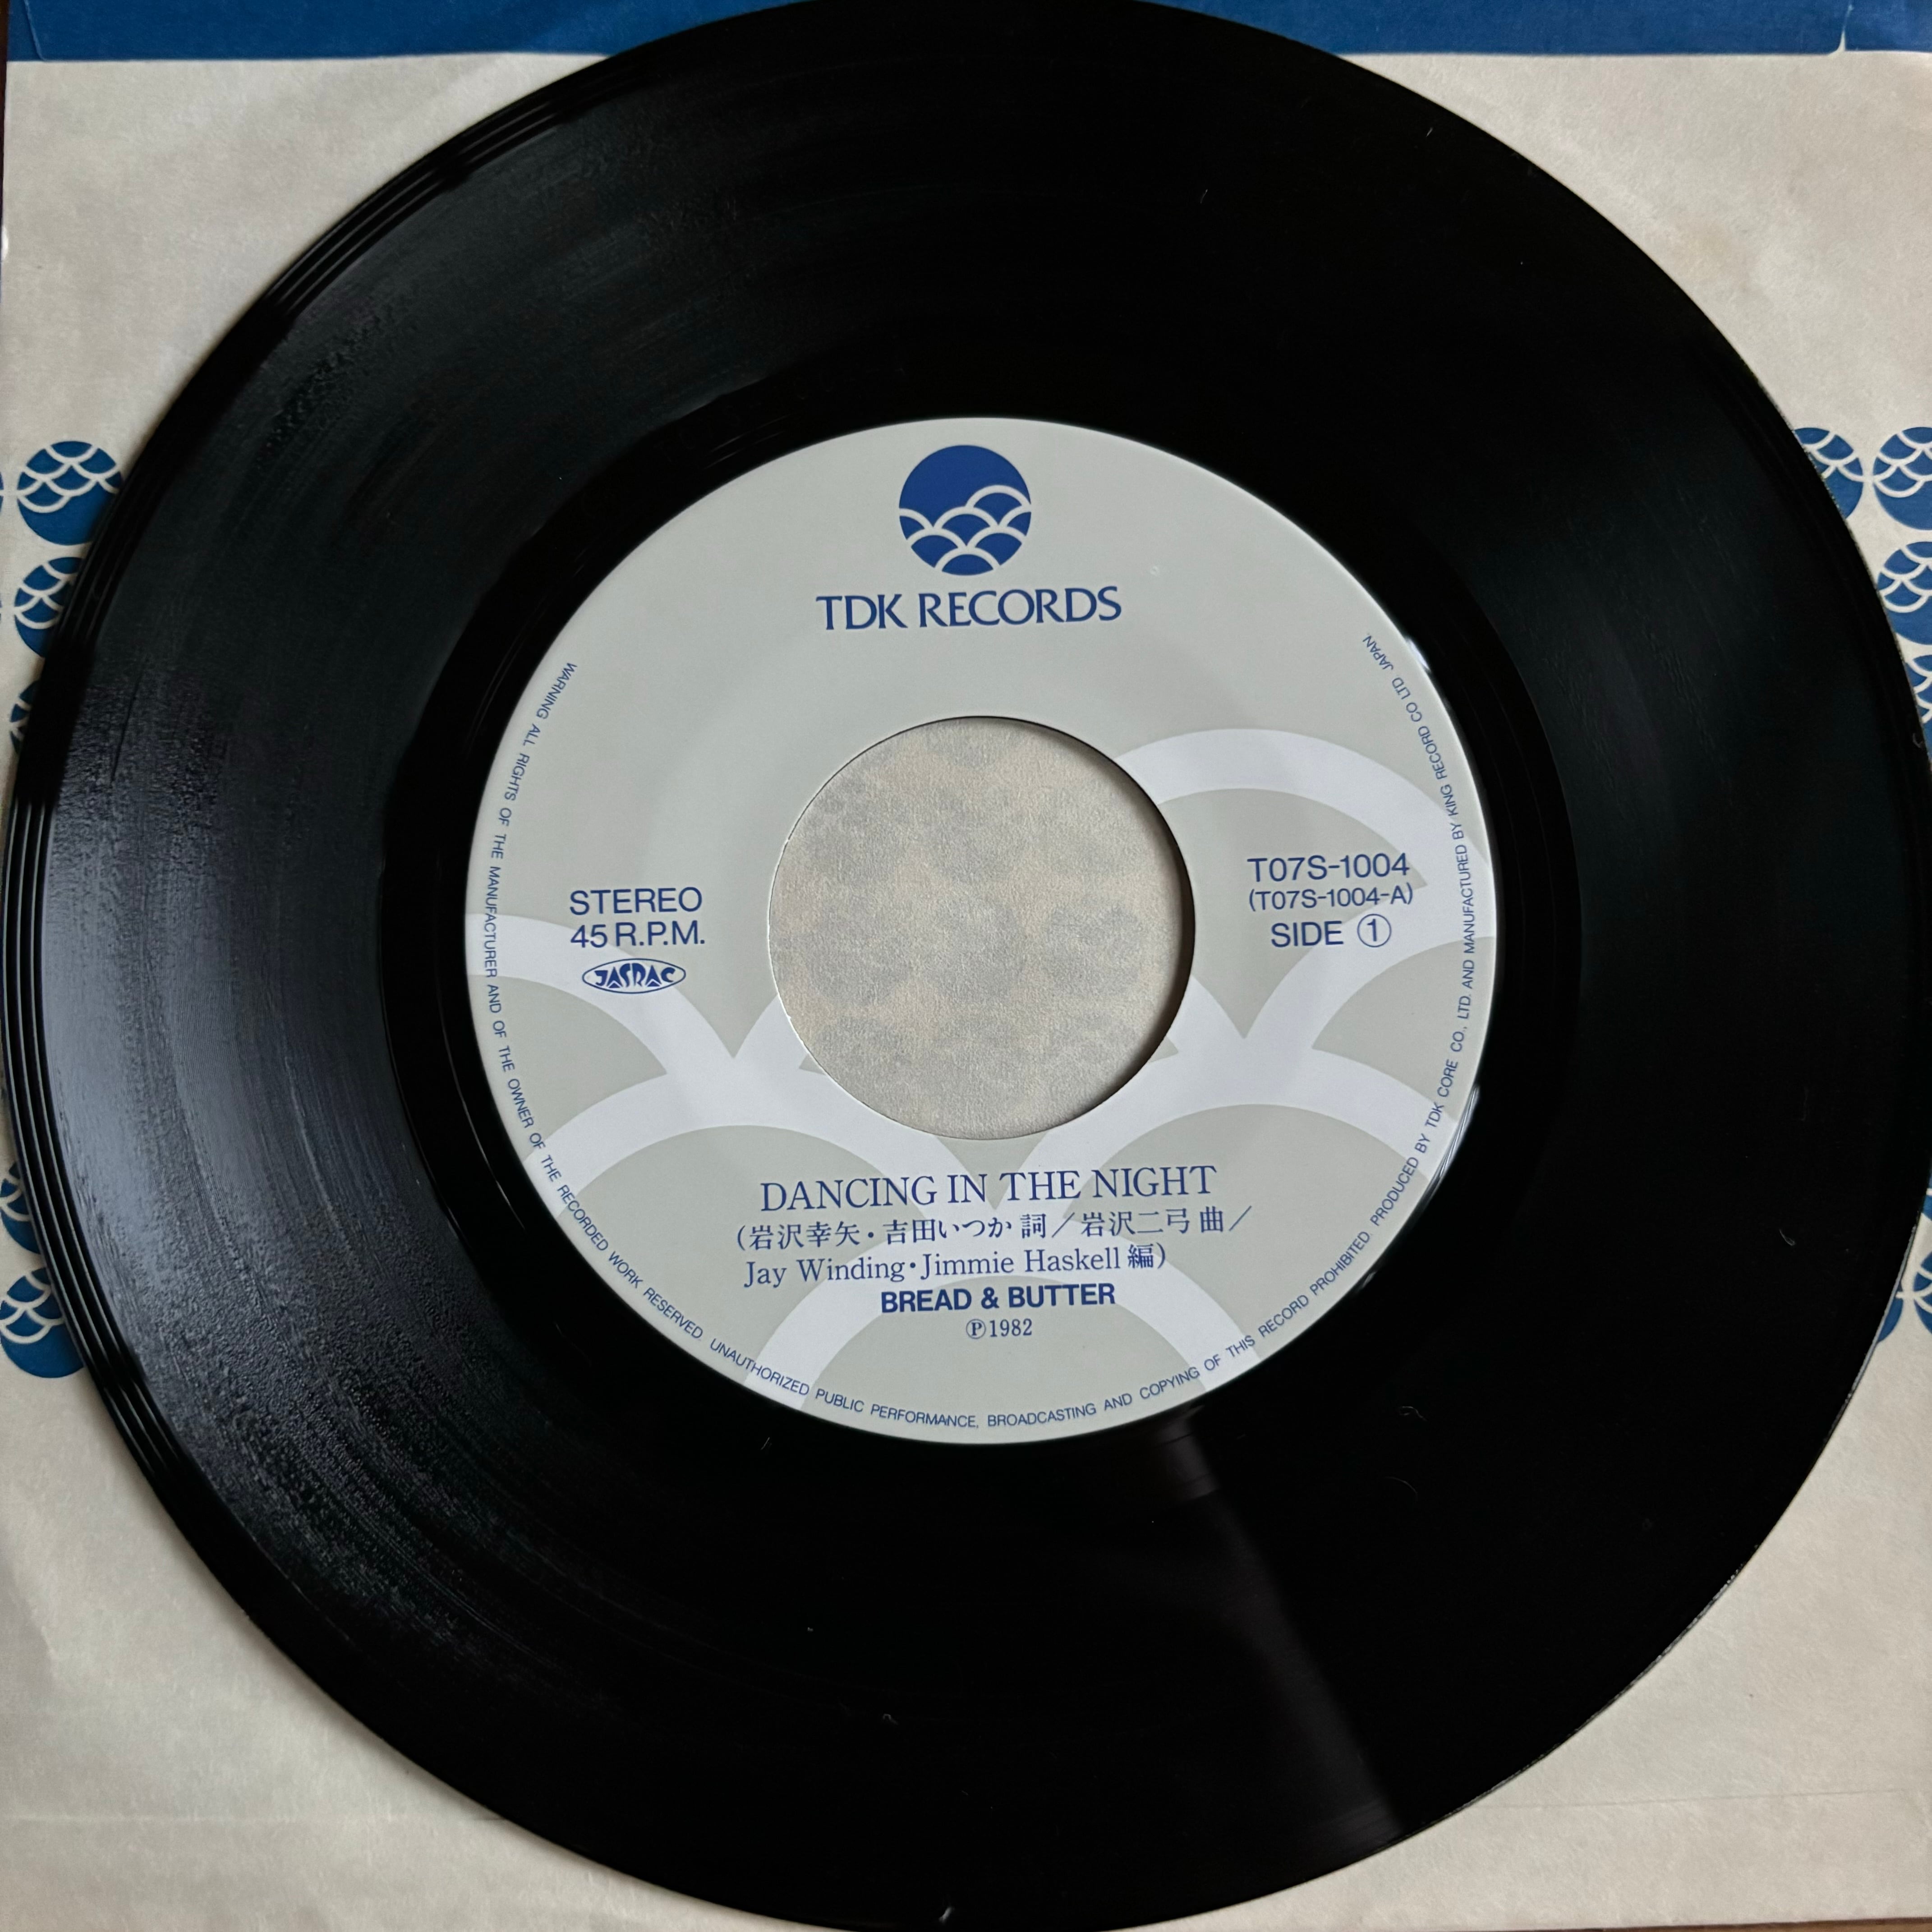 TDK RECORDS
STEREO
45 R.P.M.
JASRAC
T07S-1004
(T07S-1004-A)
SIDE ①
DANCING IN THE NIGHT
(岩沢幸矢・吉田いつか 詞／岩沢二弓 曲／
Jay Winding・Jimmie Haskell 編)
BREAD & BUTTER
Ⓟ1982
WARNING ALL RIGHTS OF THE MANUFACTURER AND OF THE OWNER OF THE RECORDED WORK RESERVED. UNAUTHORIZED PUBLIC PERFORMANCE, BROADCASTING AND COPYING OF THIS RECORD PROHIBITED. PRODUCED BY TDK CORE CO., LTD. AND MANUFACTURED BY KING RECORD CO LTD. JAPAN.